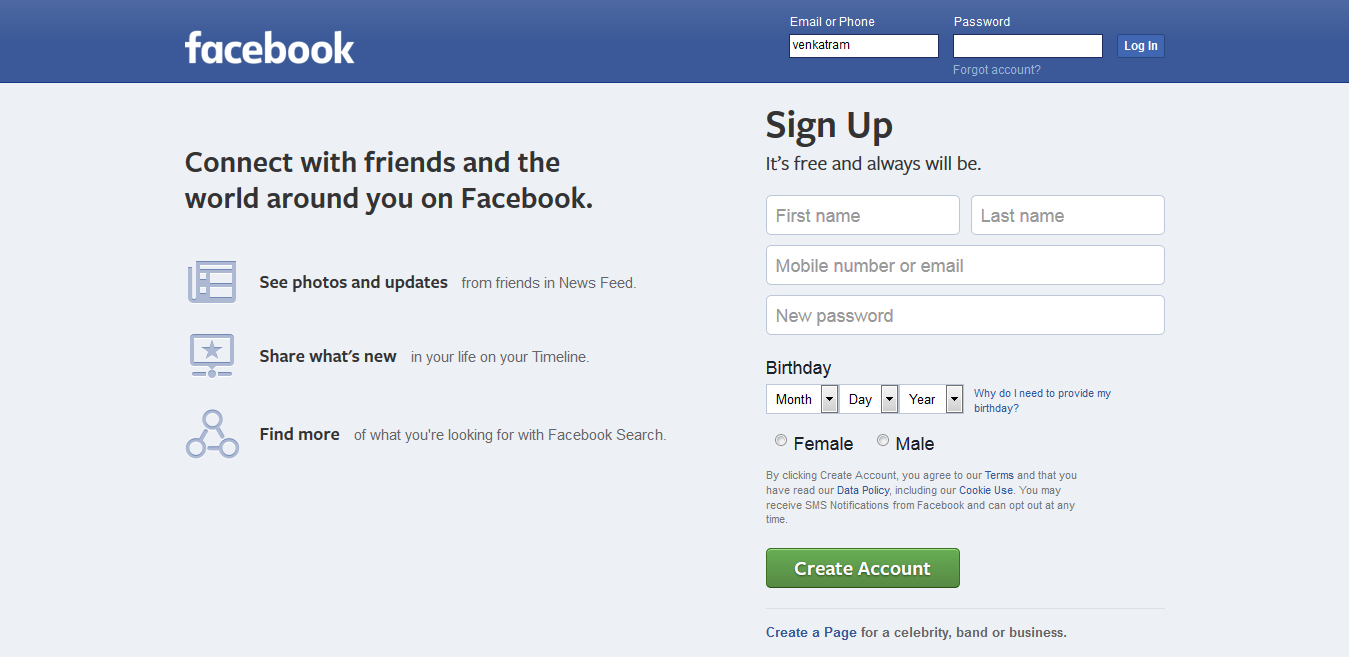 facebook
Email or Phone
Password
venkatram
Log In
Forgot account?
Connect with friends and the
world around you on Facebook.
See photos and updates from friends in News Feed.
Share what's new in your life on your Timeline.
Find more of what you're looking for with Facebook Search.
Sign Up
It’s free and always will be.
First name
Last name
Mobile number or email
New password
Birthday
Month
Day
Year
Why do I need to provide my
birthday?
Female
Male
By clicking Create Account, you agree to our Terms and that you
have read our Data Policy, including our Cookie Use. You may
receive SMS Notifications from Facebook and can opt out at any
time.
Create Account
Create a Page for a celebrity, band or business.